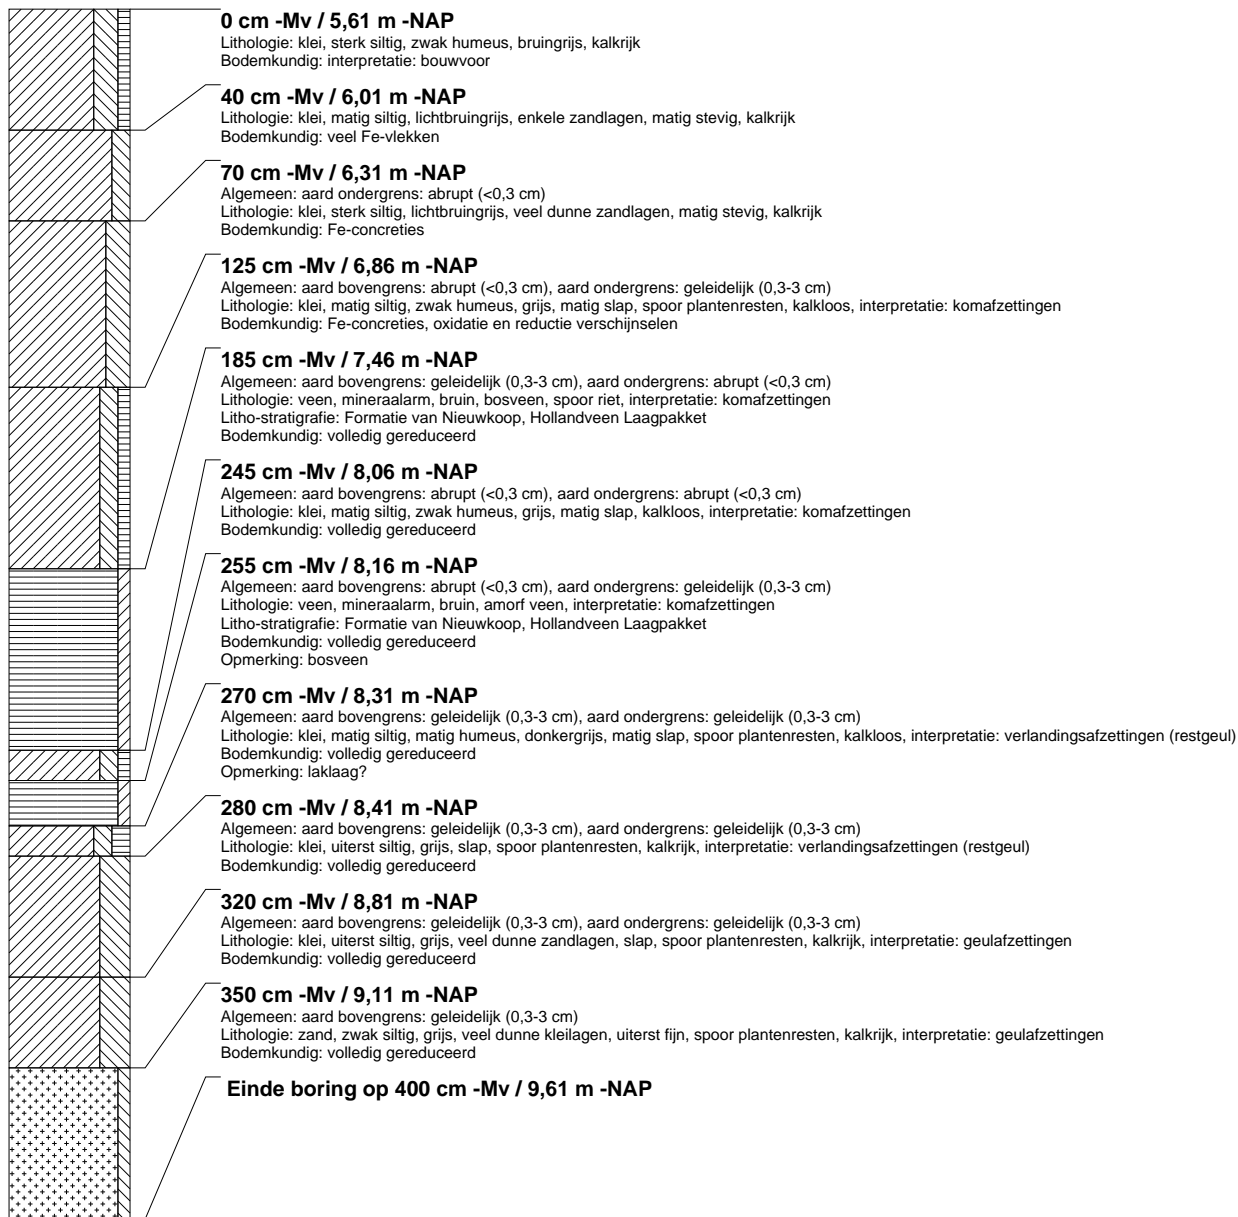 0 cm -Mv / 5,61 m -NAP
Lithologie: klei, sterk siltig, zwak humeus, bruingrijs, kalkrijk
Bodemkundig: interpretatie: bouwvoor
40 cm -Mv / 6,01 m -NAP
Lithologie: klei, matig siltig, lichtbruingrijs, enkele zandlagen, matig stevig, kalkrijk
Bodemkundig: veel Fe-vlekken
70 cm -Mv / 6,31 m -NAP
Algemeen: aard ondergrens: abrupt (<0,3 cm)
Lithologie: klei, sterk siltig, lichtbruingrijs, veel dunne zandlagen, matig stevig, kalkrijk
Bodemkundig: Fe-concreties
125 cm -Mv / 6,86 m -NAP
Algemeen: aard bovengrens: abrupt (<0,3 cm), aard ondergrens: geleidelijk (0,3-3 cm)
Lithologie: klei, matig siltig, zwak humeus, grijs, matig slap, spoor plantenresten, kalkloos, interpretatie: komafzettingen
Bodemkundig: Fe-concreties, oxidatie en reductie verschijnselen
185 cm -Mv / 7,46 m -NAP
Algemeen: aard bovengrens: geleidelijk (0,3-3 cm), aard ondergrens: abrupt (<0,3 cm)
Lithologie: veen, mineraalarm, bruin, bosveen, spoor riet, interpretatie: komafzettingen
Litho-stratigrafie: Formatie van Nieuwkoop, Hollandveen Laagpakket
Bodemkundig: volledig gereduceerd
245 cm -Mv / 8,06 m -NAP
Algemeen: aard bovengrens: abrupt (<0,3 cm), aard ondergrens: abrupt (<0,3 cm)
Lithologie: klei, matig siltig, zwak humeus, grijs, matig slap, kalkloos, interpretatie: komafzettingen
Bodemkundig: volledig gereduceerd
255 cm -Mv / 8,16 m -NAP
Algemeen: aard bovengrens: abrupt (<0,3 cm), aard ondergrens: geleidelijk (0,3-3 cm)
Lithologie: veen, mineraalarm, bruin, amorf veen, interpretatie: komafzettingen
Litho-stratigrafie: Formatie van Nieuwkoop, Hollandveen Laagpakket
Bodemkundig: volledig gereduceerd
Opmerking: bosveen
270 cm -Mv / 8,31 m -NAP
Algemeen: aard bovengrens: geleidelijk (0,3-3 cm), aard ondergrens: geleidelijk (0,3-3 cm)
Lithologie: klei, matig siltig, matig humeus, donkergrijs, matig slap, spoor plantenresten, kalkloos, interpretatie: verlandingsafzettingen (restgeul)
Bodemkundig: volledig gereduceerd
Opmerking: laklaag?
280 cm -Mv / 8,41 m -NAP
Algemeen: aard bovengrens: geleidelijk (0,3-3 cm), aard ondergrens: geleidelijk (0,3-3 cm)
Lithologie: klei, uiterst siltig, grijs, slap, spoor plantenresten, kalkrijk, interpretatie: verlandingsafzettingen (restgeul)
Bodemkundig: volledig gereduceerd
320 cm -Mv / 8,81 m -NAP
Algemeen: aard bovengrens: geleidelijk (0,3-3 cm), aard ondergrens: geleidelijk (0,3-3 cm)
Lithologie: klei, uiterst siltig, grijs, veel dunne zandlagen, slap, spoor plantenresten, kalkrijk, interpretatie: geulafzettingen
Bodemkundig: volledig gereduceerd
350 cm -Mv / 9,11 m -NAP
Algemeen: aard bovengrens: geleidelijk (0,3-3 cm)
Lithologie: zand, zwak siltig, grijs, veel dunne kleilagen, uiterst fijn, spoor plantenresten, kalkrijk, interpretatie: geulafzettingen
Bodemkundig: volledig gereduceerd
Einde boring op 400 cm -Mv / 9,61 m -NAP